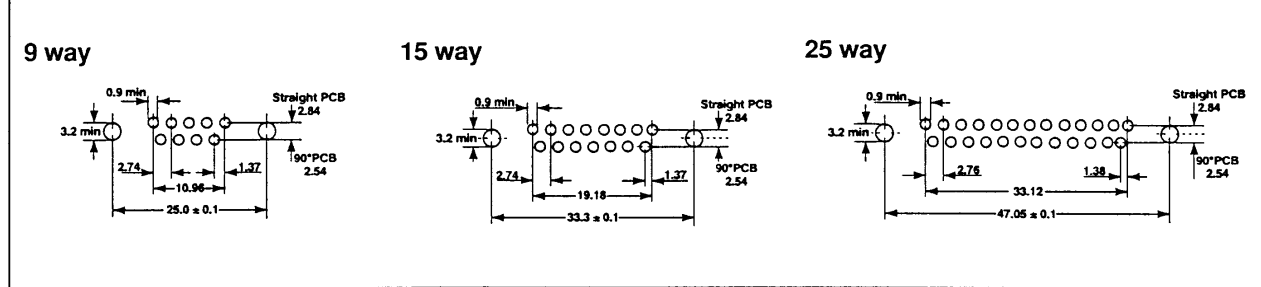 9 way
0.9 min
Straight PCB
2.84
3.2 min
90°PCB
2.54
2.74
1.37
10.96
25.0 ± 0.1
15 way
0.9 min
Straight PCB
2.84
3.2 min
90°PCB
2.54
2.74
1.37
19.18
33.3 ± 0.1
25 way
0.9 min
Straight PCB
2.84
3.2 min
90°PCB
2.54
2.76
1.38
33.12
47.05 ± 0.1